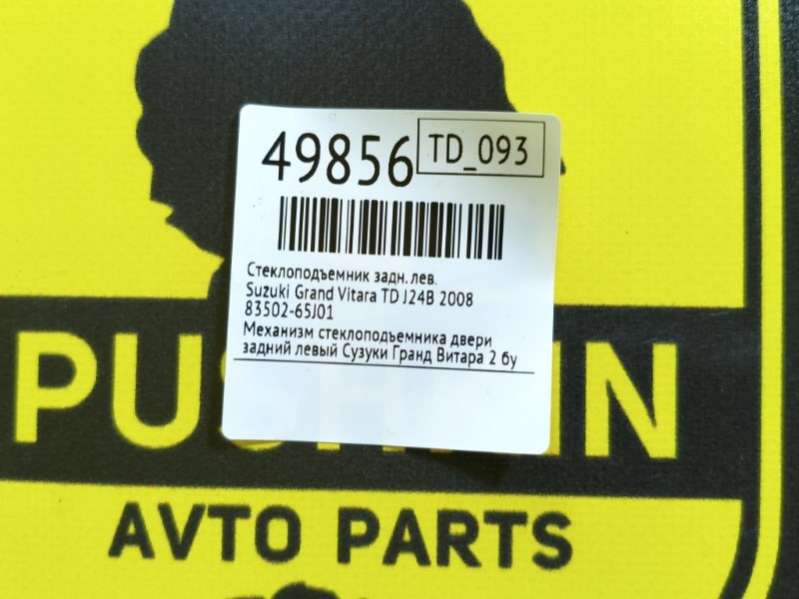 49856 TD_093
Стеклоподъемник задн. лев.
Suzuki Grand Vitara TD J24B 2008
83502-65J01
Механизм стеклоподъемника двери
задний левый Сузуки Гранд Витара 2 бу
AVTO PARTS